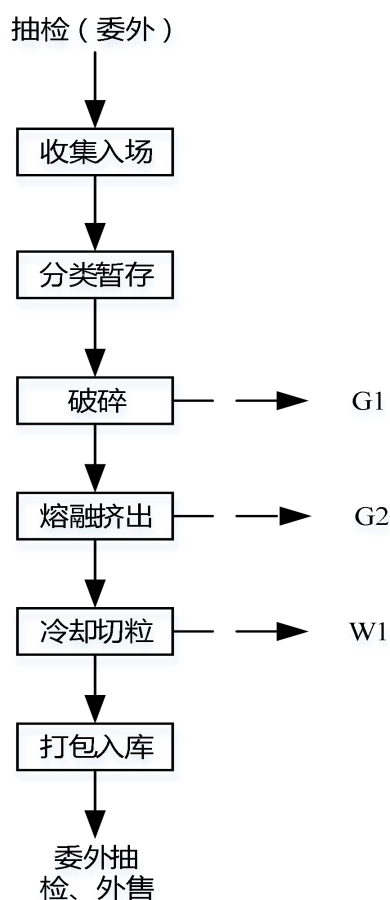 抽检（委外）
收集入场
分类暂存
破碎
G1
熔融挤出
G2
冷却切粒
W1
打包入库
委外抽
检、外售